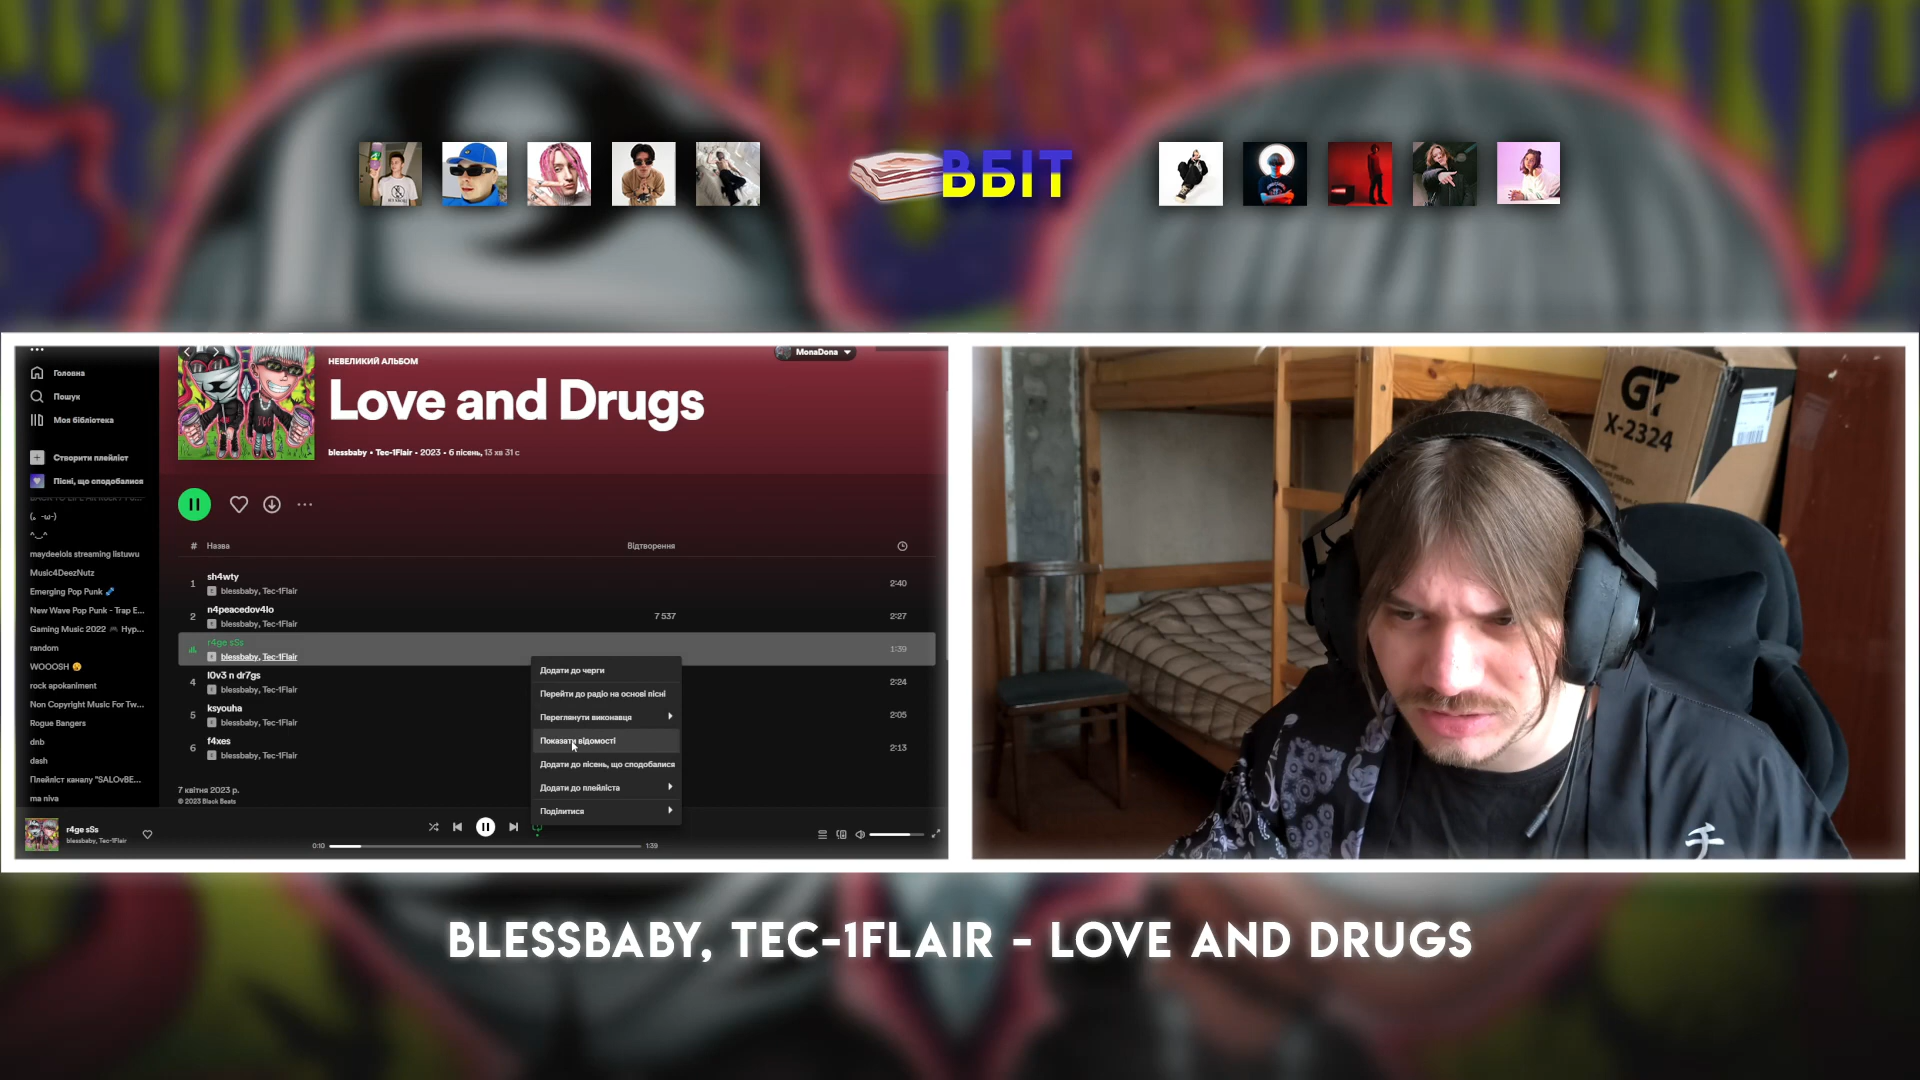 ВБІТ
НЕВЕЛИКИЙ АЛЬБОМ
Love and Drugs
blessbaby • Tec-1Flair • 2023 • 6 пісень, 13 хв 31 с
MonaDona
Головна
Пошук
Моя бібліотека
Створити плейліст
Пісні, що сподобалися
(。-ω-)
^‿^
maydeelols streaming listuwu
Music4DeezNutz
Emerging Pop Punk
New Wave Pop Punk - Trap E...
Gaming Music 2022 🎮 Hyp...
random
WOOOSH 😮
rock apokaniment
Non Copyright Music For Tw...
Rogue Bangers
dnb
dash
Плейліст каналу "SALOvBE...
ma niva
# Назва Відтворення
1 sh4wty 2:40
E blessbaby, Tec-1Flair
2 n4peacedov4lo 7 537 2:27
E blessbaby, Tec-1Flair
r4ge sSs 1:39
E blessbaby, Tec-1Flair
4 l0v3 n dr7gs 2:24
E blessbaby, Tec-1Flair
5 ksyouha 2:05
E blessbaby, Tec-1Flair
6 f4xes 2:13
E blessbaby, Tec-1Flair
7 квітня 2023 р.
© 2023 Black Beats
Додати до черги
Перейти до радіо на основі пісні
Переглянути виконавця
Показати відомості
Додати до пісень, що сподобалися
Додати до плейліста
Поділитися
r4ge sSs
blessbaby, Tec-1Flair
0:10 1:39
GT
X-2324
チ
BLESSBABY, TEC-1FLAIR - LOVE AND DRUGS